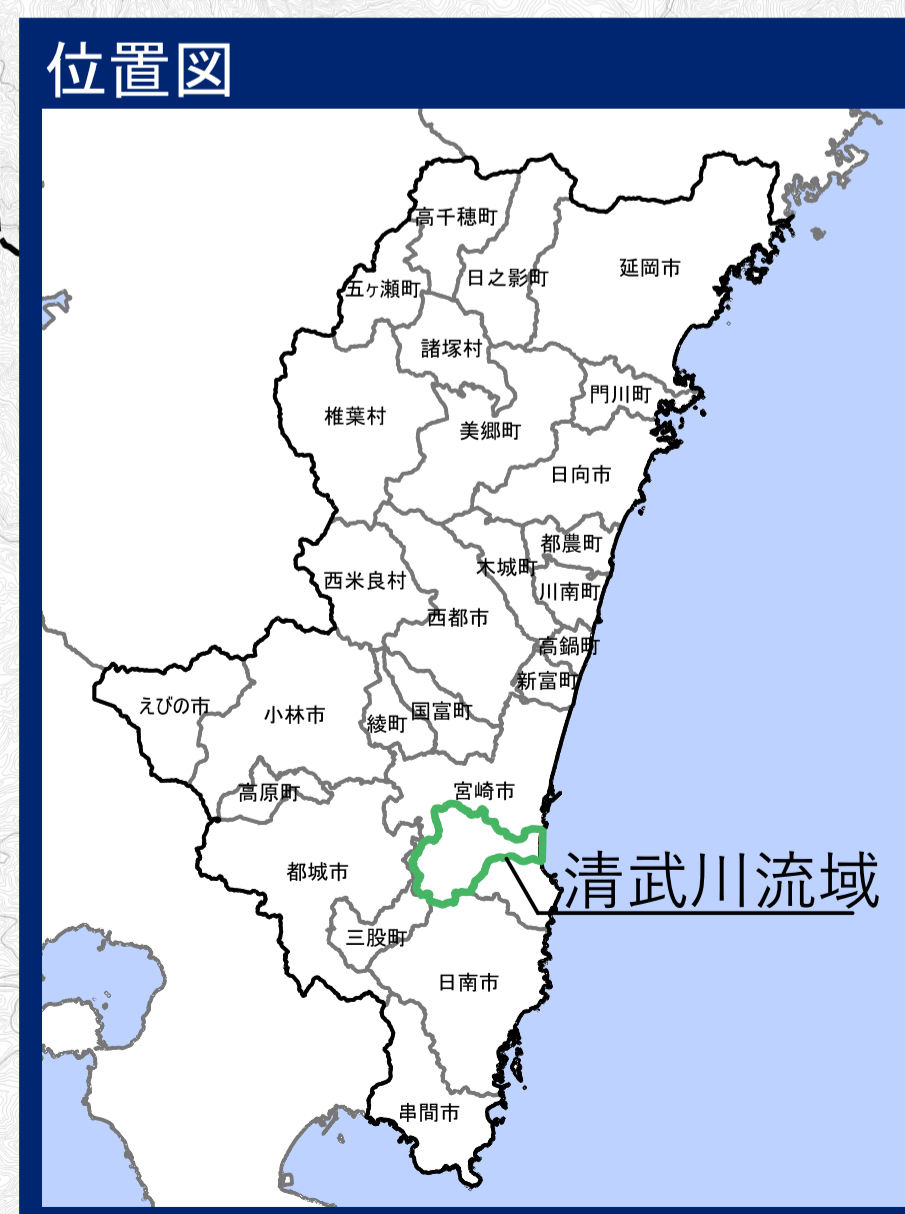 位置図
高千穂町
日之影町
延岡市
五ヶ瀬町
諸塚村
門川町
椎葉村
美郷町
日向市
都農町
木城町
西米良村
川南町
西都市
高鍋町
新富町
えびの市
小林市
綾町
国富町
高原町
宮崎市
都城市
清武川流域
三股町
日南市
串間市